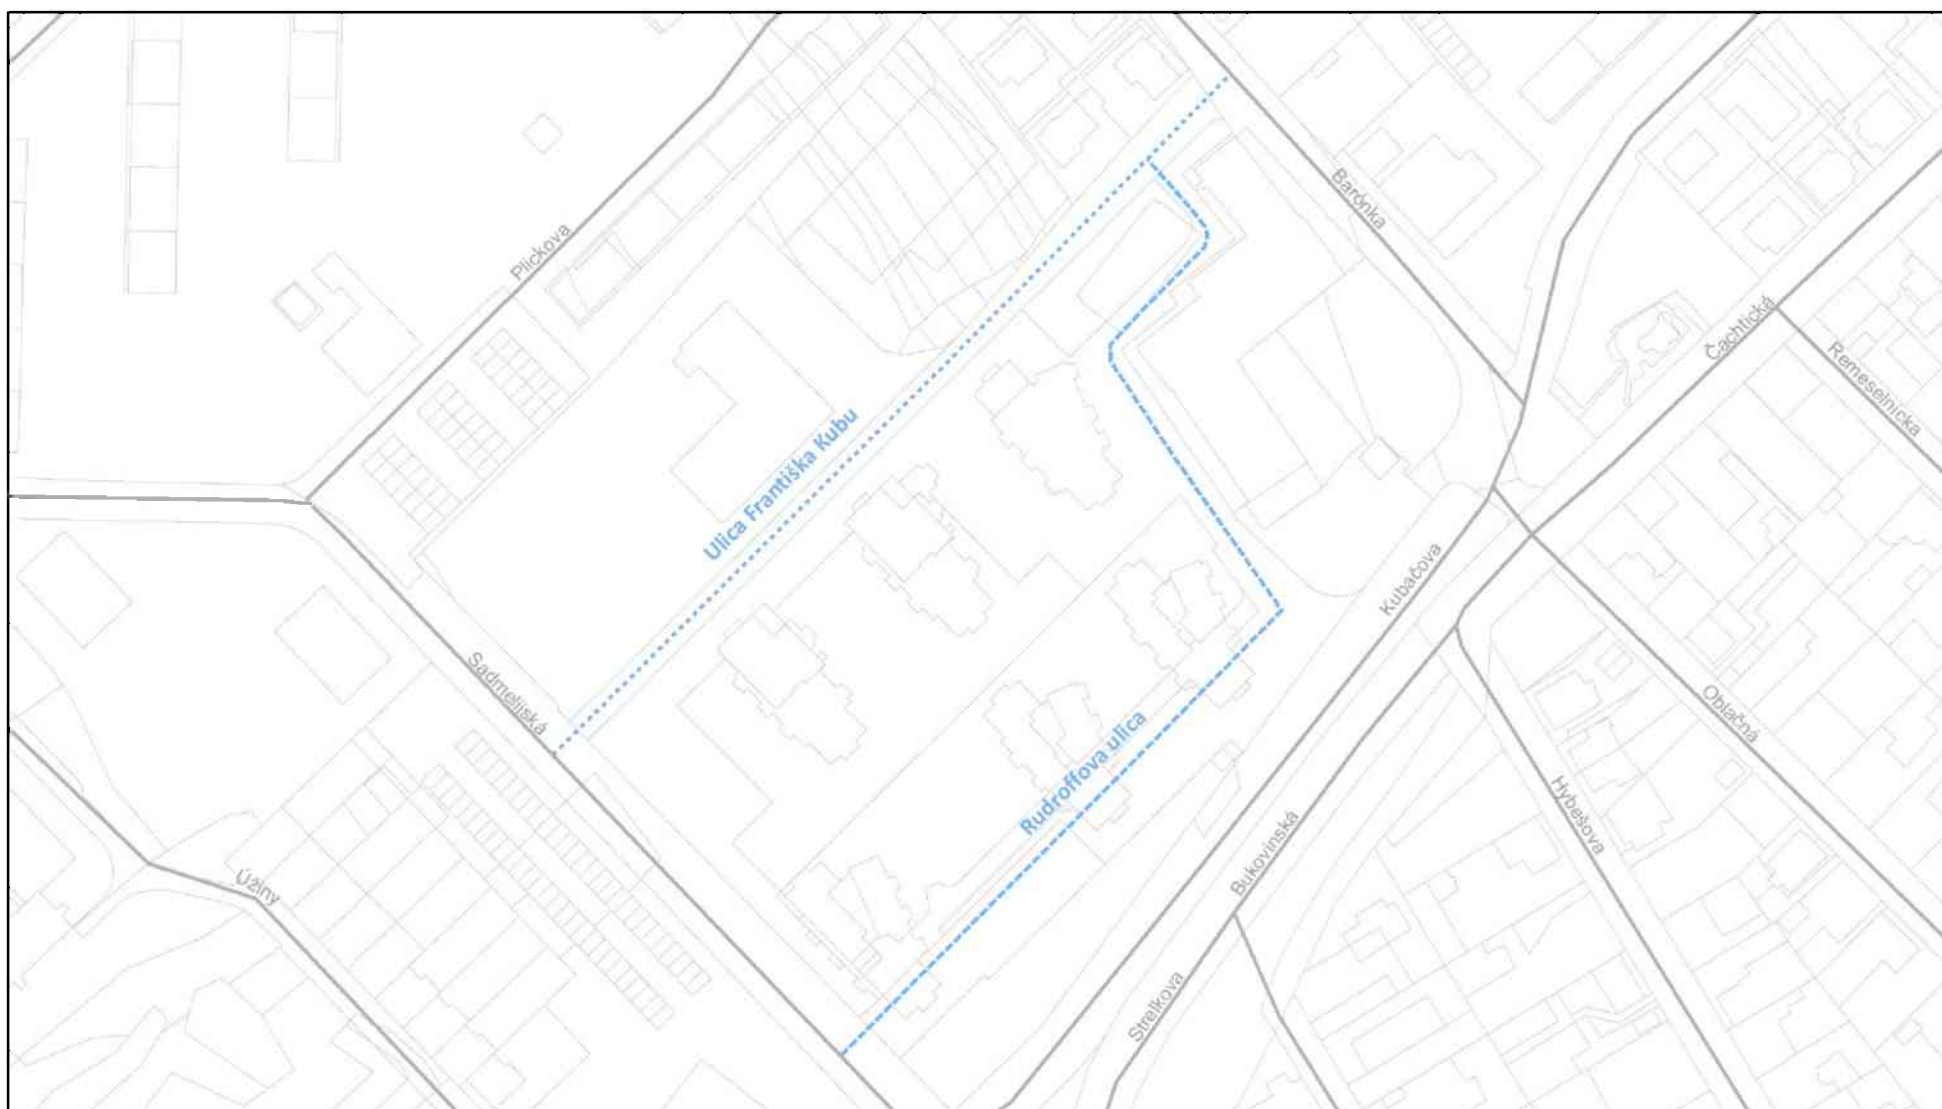 Barónka
Plickova
Čachtická
Remeselnícka
Ulica Františka Kubu
Kubačova
Sadmelijská
Oblačná
Rudroffova ulica
Hybešova
Bukovinská
Úžiny
Strelkova